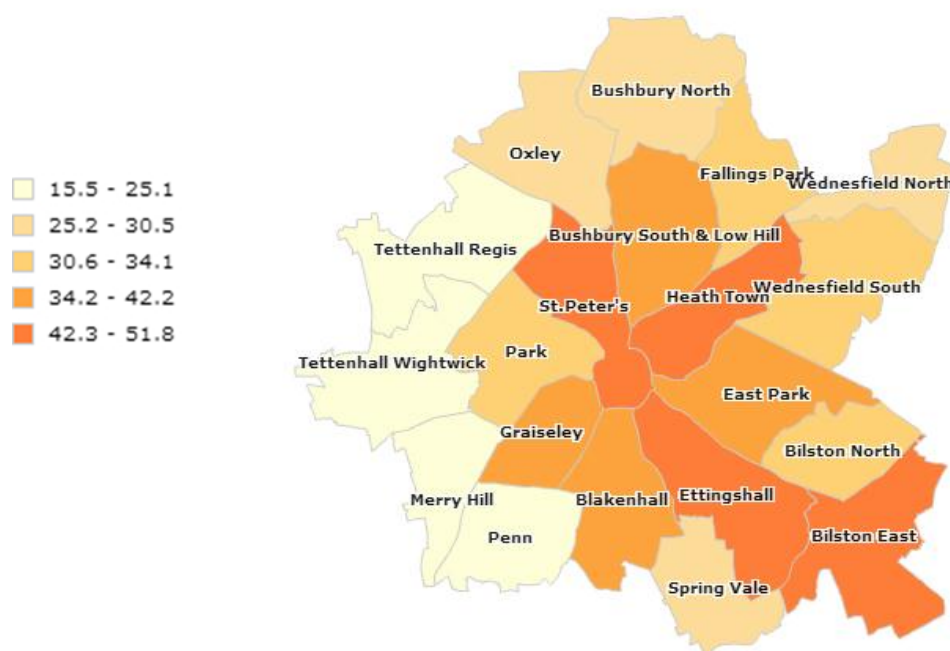 15.5 - 25.1
25.2 - 30.5
30.6 - 34.1
34.2 - 42.2
42.3 - 51.8
Bushbury North
Oxley
Fallings Park
Wednesfield North
Tettenhall Regis
Bushbury South & Low Hill
St.Peter's
Heath Town
Wednesfield South
Park
Tettenhall Wightwick
East Park
Graiseley
Bilston North
Merry Hill
Blakenhall
Ettingshall
Penn
Bilston East
Spring Vale